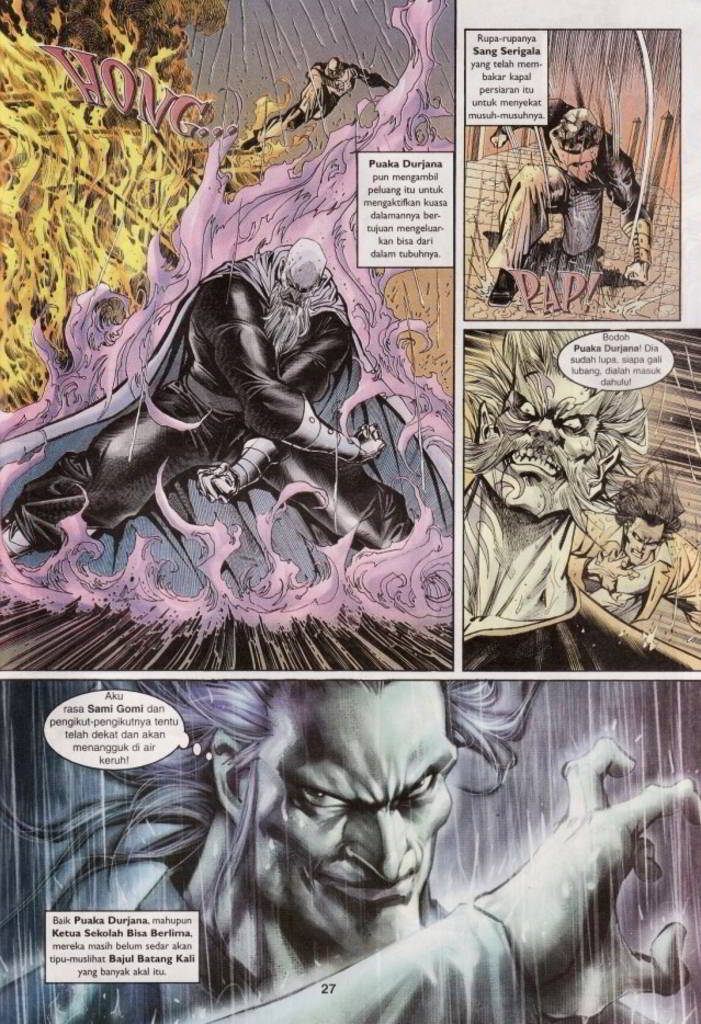 HONG...
Puaka Durjana
pun mengambil
peluang itu untuk
mengaktifkan kuasa
dalamannya ber-
tujuan mengeluar-
kan bisa dari
dalam tubuhnya.
Rupa-rupanya
Sang Serigala
yang telah mem-
bakar kapal
persiaran itu
untuk menyekat
musuh-musuhnya.
PAP!
Bodoh
Puaka Durjana! Dia
sudah lupa, siapa gali
lubang, dialah masuk
dahulu!
Aku
rasa Sami Gomi dan
pengikut-pengikutnya tentu
telah dekat dan akan
menangguk di air
keruh!
Baik Puaka Durjana, mahupun
Ketua Sekolah Bisa Berlima,
mereka masih belum sedar akan
tipu-muslihat Bajul Batang Kali
yang banyak akal itu.
27